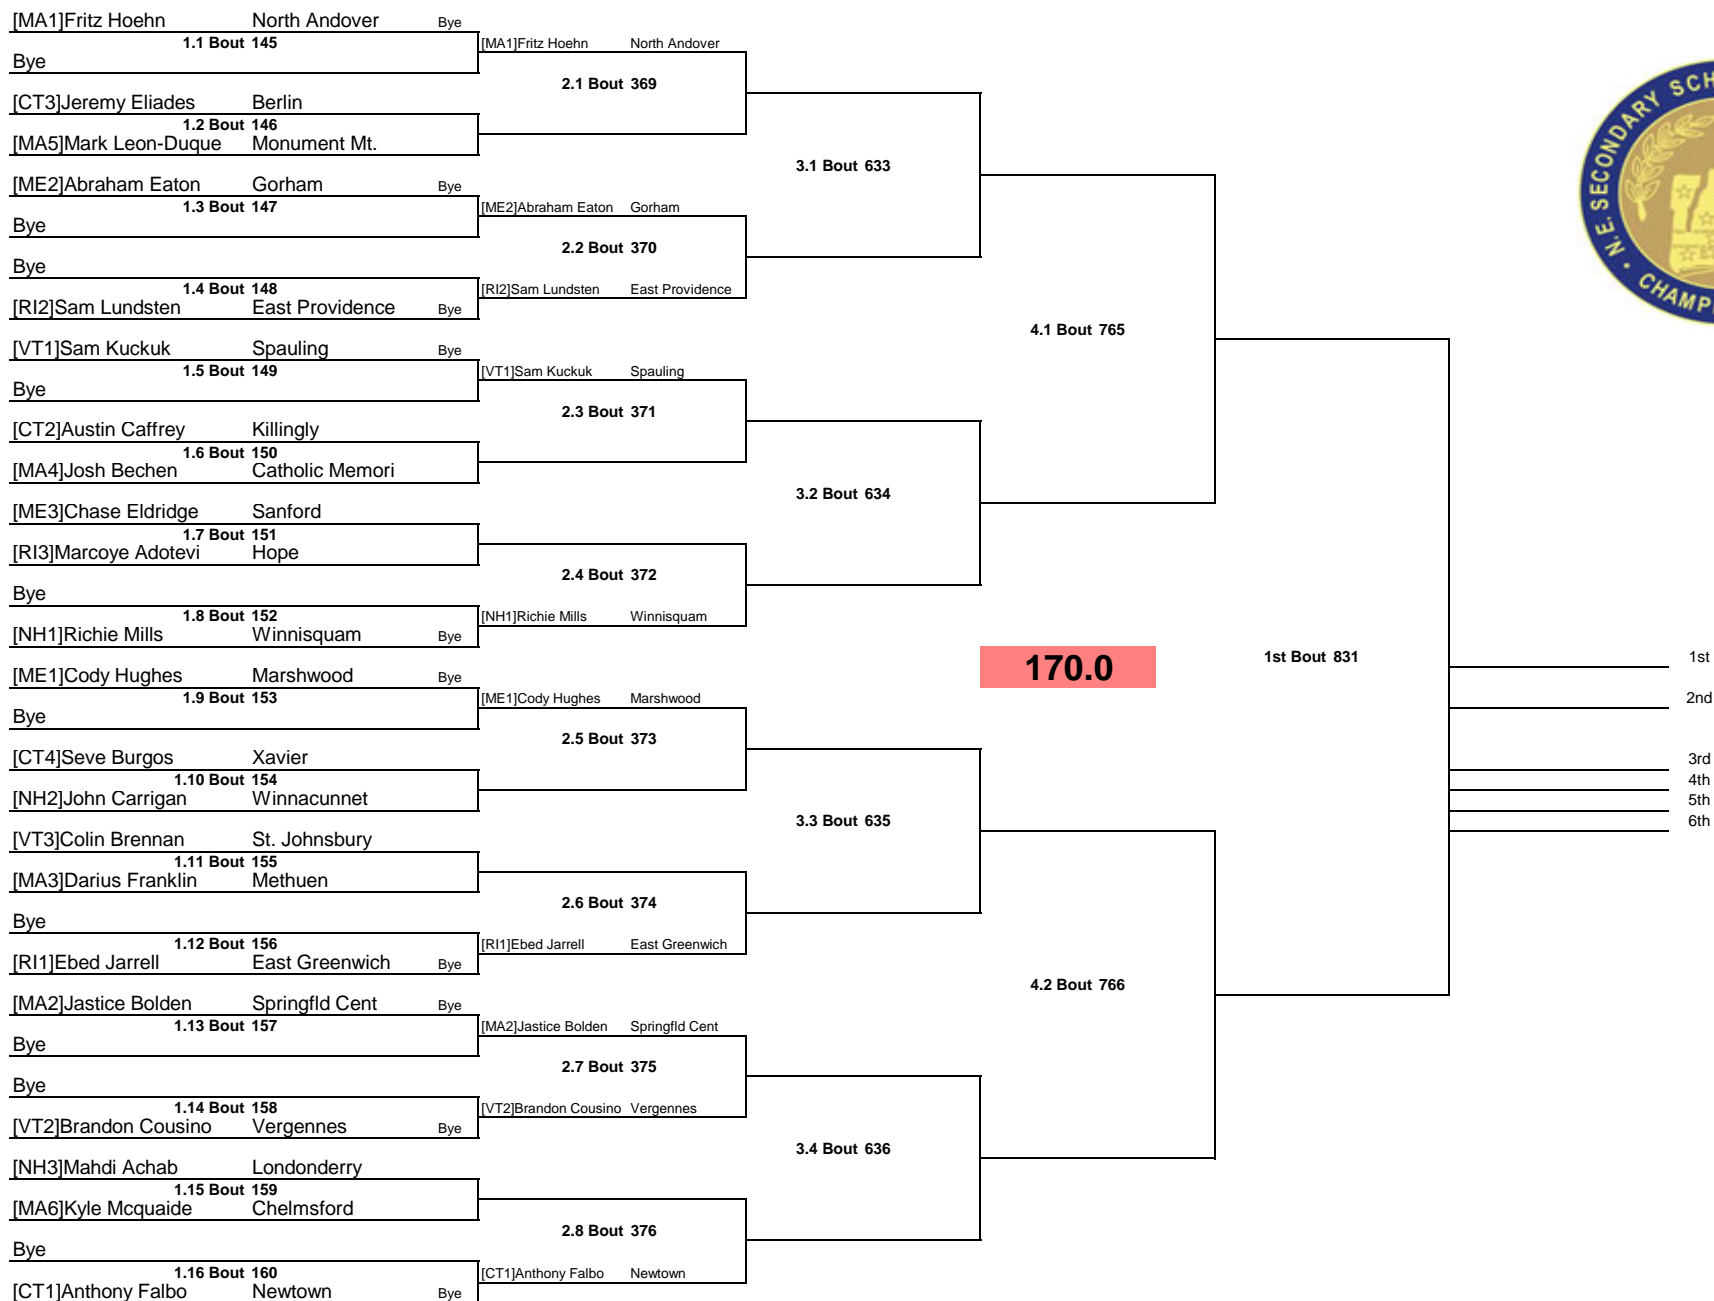 [MA1]Fritz Hoehn North Andover Bye
1.1 Bout 145
Bye
[CT3]Jeremy Eliades Berlin
1.2 Bout 146
[MA5]Mark Leon-Duque Monument Mt.
[ME2]Abraham Eaton Gorham Bye
1.3 Bout 147
Bye
Bye
1.4 Bout 148
[RI2]Sam Lundsten East Providence Bye
[VT1]Sam Kuckuk Spauling Bye
1.5 Bout 149
Bye
[CT2]Austin Caffrey Killingly
1.6 Bout 150
[MA4]Josh Bechen Catholic Memori
[ME3]Chase Eldridge Sanford
1.7 Bout 151
[RI3]Marcoye Adotevi Hope
Bye
1.8 Bout 152
[NH1]Richie Mills Winnisquam Bye
[ME1]Cody Hughes Marshwood Bye
1.9 Bout 153
Bye
[CT4]Seve Burgos Xavier
1.10 Bout 154
[NH2]John Carrigan Winnacunnet
[VT3]Colin Brennan St. Johnsbury
1.11 Bout 155
[MA3]Darius Franklin Methuen
Bye
1.12 Bout 156
[RI1]Ebed Jarrell East Greenwich Bye
[MA2]Jastice Bolden Springfld Cent Bye
1.13 Bout 157
Bye
Bye
1.14 Bout 158
[VT2]Brandon Cousino Vergennes Bye
[NH3]Mahdi Achab Londonderry
1.15 Bout 159
[MA6]Kyle Mcquaide Chelmsford
Bye
1.16 Bout 160
[CT1]Anthony Falbo Newtown Bye
[MA1]Fritz Hoehn North Andover
2.1 Bout 369
[ME2]Abraham Eaton Gorham
2.2 Bout 370
[RI2]Sam Lundsten East Providence
[VT1]Sam Kuckuk Spauling
2.3 Bout 371
2.4 Bout 372
[NH1]Richie Mills Winnisquam
[ME1]Cody Hughes Marshwood
2.5 Bout 373
2.6 Bout 374
[RI1]Ebed Jarrell East Greenwich
[MA2]Jastice Bolden Springfld Cent
2.7 Bout 375
[VT2]Brandon Cousino Vergennes
2.8 Bout 376
[CT1]Anthony Falbo Newtown
3.1 Bout 633
3.2 Bout 634
3.3 Bout 635
3.4 Bout 636
4.1 Bout 765
170.0
4.2 Bout 766
1st Bout 831
1st
2nd
3rd
4th
5th
6th
N.E. SECONDARY SCH
CHAMP